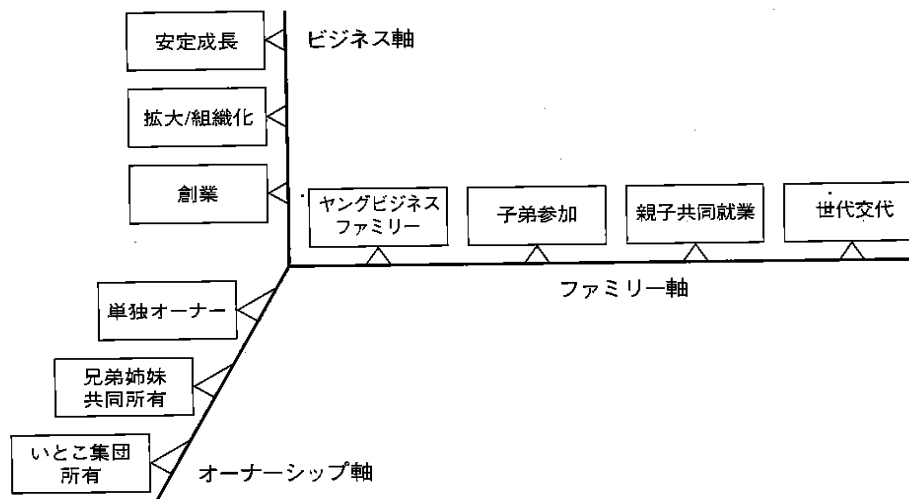 安定成長
ビジネス軸
拡大/組織化
創業
ヤングビジネス
ファミリー
子弟参加
親子共同就業
世代交代
ファミリー軸
単独オーナー
兄弟姉妹
共同所有
いとこ集団
所有
オーナーシップ軸